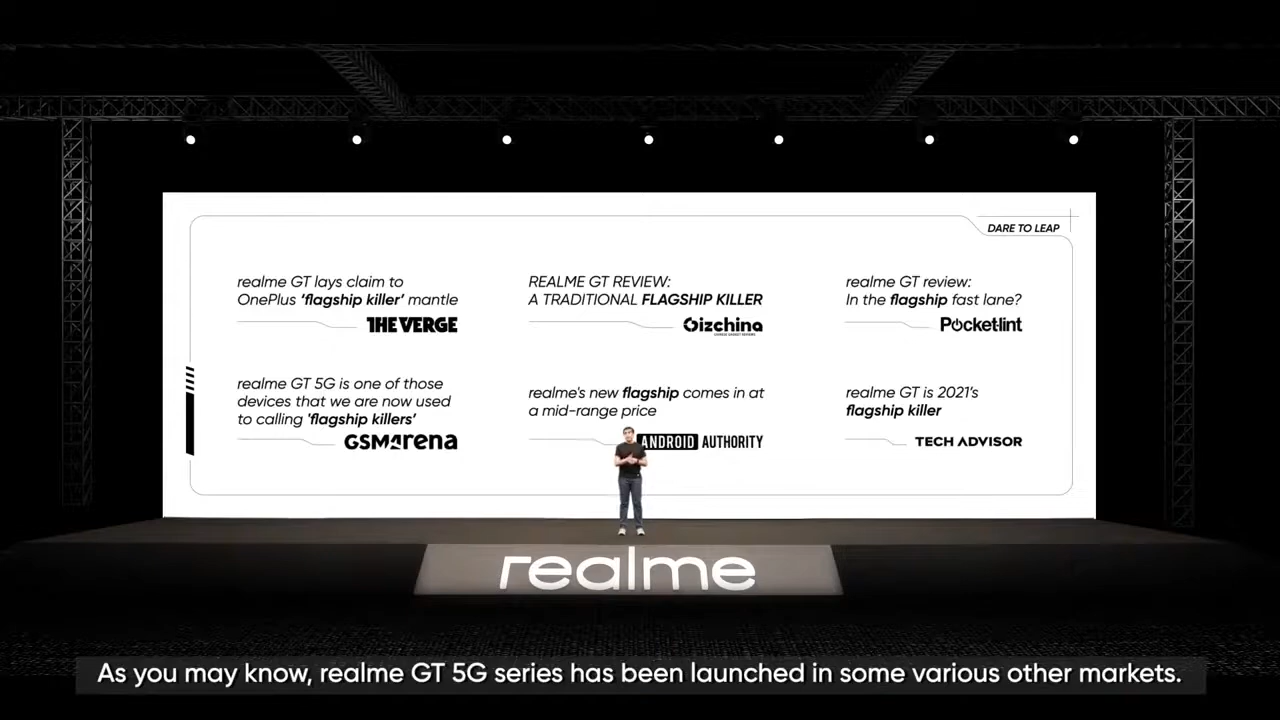 DARE TO LEAP
realme GT lays claim to
OnePlus ‘flagship killer’ mantle
THE VERGE
REALME GT REVIEW:
A TRADITIONAL FLAGSHIP KILLER
Gizchina
realme GT review:
In the flagship fast lane?
Pocket-lint
realme GT 5G is one of those
devices that we are now used
to calling 'flagship killers’
GSMArena
realme's new flagship comes in at
a mid-range price
ANDROID AUTHORITY
realme GT is 2021’s
flagship killer
TECH ADVISOR
realme
As you may know, realme GT 5G series has been launched in some various other markets.